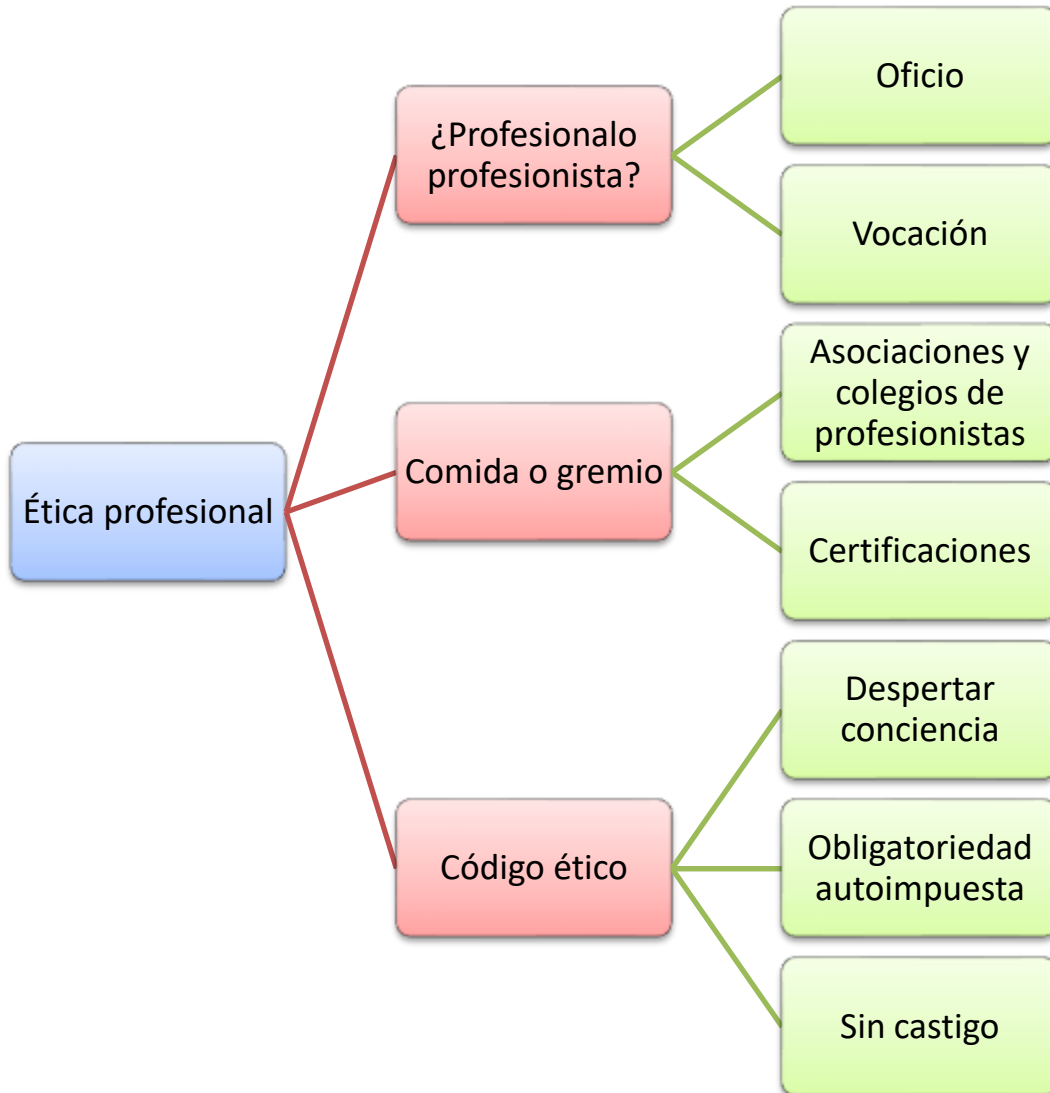 Ética profesional
¿Profesionalo
profesionista?
Oficio
Vocación
Comida o gremio
Asociaciones y
colegios de
profesionistas
Certificaciones
Código ético
Despertar
conciencia
Obligatoriedad
autoimpuesta
Sin castigo